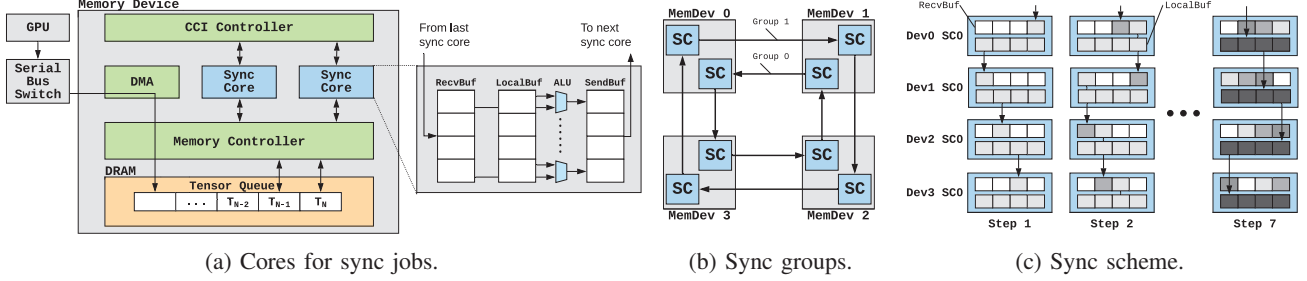 Memory Device
GPU
Serial
Bus
Switch
CCI Controller
DMA
Sync
Core
Sync
Core
Memory Controller
DRAM
Tensor Queue
... T_{N-2} T_{N-1} T_N
From last
sync core
To next
sync core
RecvBuf LocalBuf ALU SendBuf
(a) Cores for sync jobs.
MemDev 0 MemDev 1
SC
SC
SC
SC
Group 1
Group 0
SC
SC
SC
SC
MemDev 3 MemDev 2
(b) Sync groups.
RecvBuf
LocalBuf
Dev0 SC0
Dev1 SC0
Dev2 SC0
Dev3 SC0
Step 1 Step 2 Step 7
(c) Sync scheme.